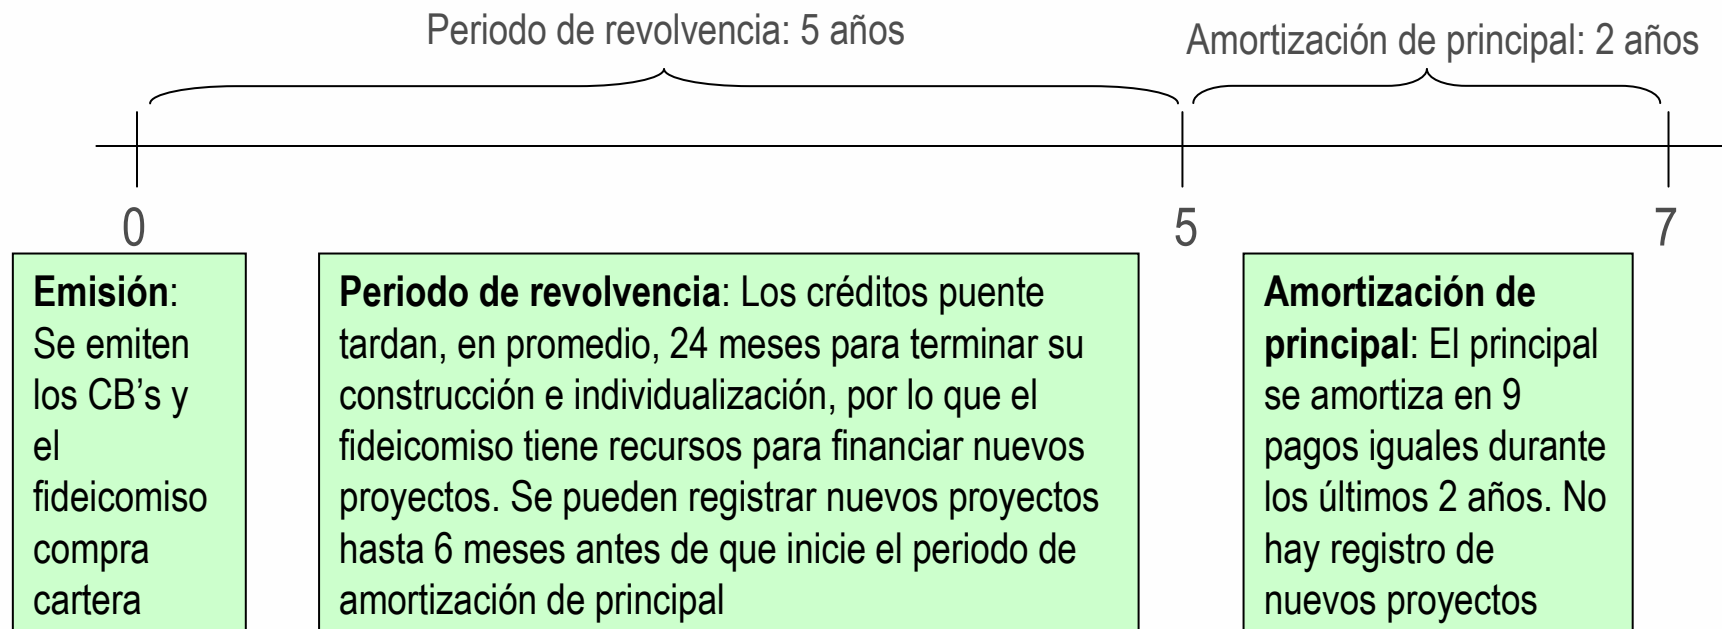 Periodo de revolvencia: 5 años
Amortización de principal: 2 años
0
5
7
Emisión:
Se emiten
los CB’s y
el
fideicomiso
compra
cartera
Periodo de revolvencia: Los créditos puente
tardan, en promedio, 24 meses para terminar su
construcción e individualización, por lo que el
fideicomiso tiene recursos para financiar nuevos
proyectos. Se pueden registrar nuevos proyectos
hasta 6 meses antes de que inicie el periodo de
amortización de principal
Amortización de
principal: El principal
se amortiza en 9
pagos iguales durante
los últimos 2 años. No
hay registro de
nuevos proyectos